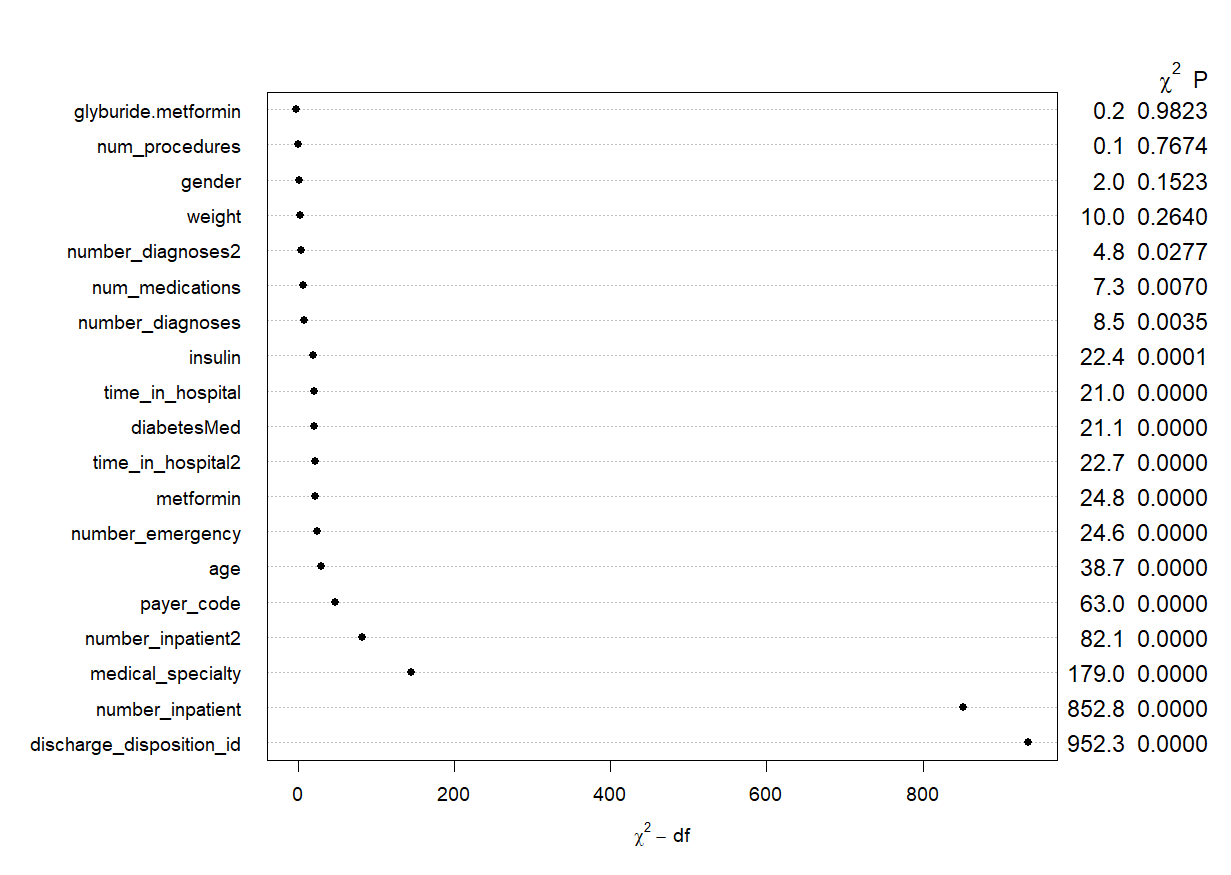 χ2 P
glyburide.metformin 0.2 0.9823
num_procedures 0.1 0.7674
gender 2.0 0.1523
weight 10.0 0.2640
number_diagnoses2 4.8 0.0277
num_medications 7.3 0.0070
number_diagnoses 8.5 0.0035
insulin 22.4 0.0001
time_in_hospital 21.0 0.0000
diabetesMed 21.1 0.0000
time_in_hospital2 22.7 0.0000
metformin 24.8 0.0000
number_emergency 24.6 0.0000
age 38.7 0.0000
payer_code 63.0 0.0000
number_inpatient2 82.1 0.0000
medical_specialty 179.0 0.0000
number_inpatient 852.8 0.0000
discharge_disposition_id 952.3 0.0000
0 200 400 600 800
χ2 − df